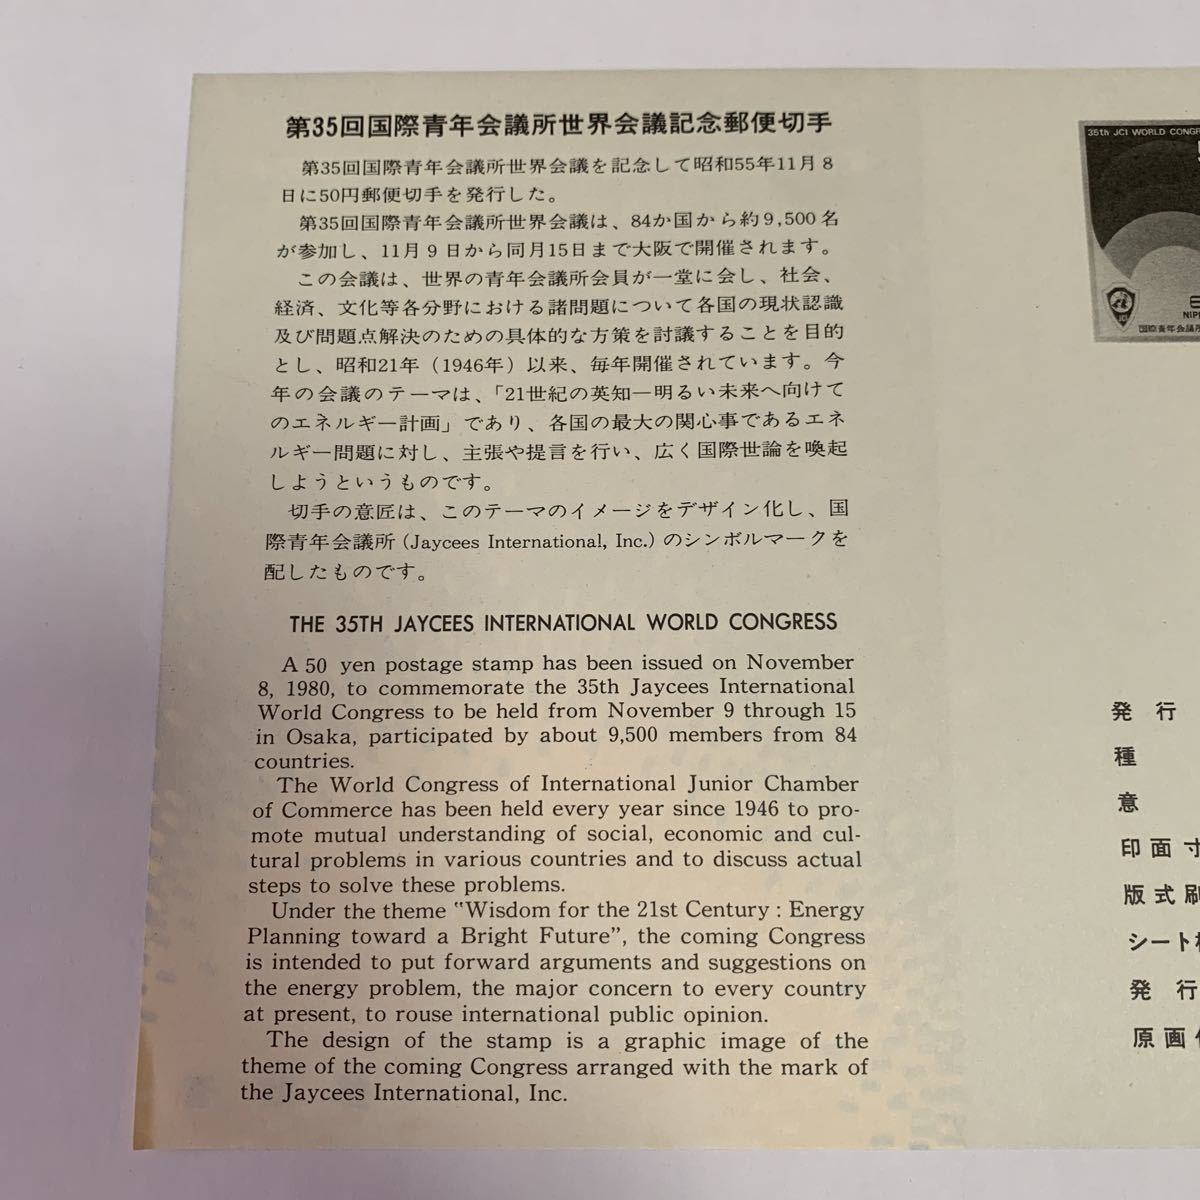 第35回国際青年会議所世界会議記念郵便切手
第35回国際青年会議所世界会議を記念して昭和55年11月8
日に50円郵便切手を発行した。
第35回国際青年会議所世界会議は、84か国から約9,500名
が参加し、11月9日から同月15日まで大阪で開催されます。
この会議は、世界の青年会議所会員が一堂に会し、社会、
経済、文化等各分野における諸問題について各国の現状認識
及び問題点解決のための具体的な方策を討議することを目的
とし、昭和21年（1946年）以来、毎年開催されています。今
年の会議のテーマは、「21世紀の英知―明るい未来へ向けて
のエネルギー計画」であり、各国の最大の関心事であるエネ
ルギー問題に対し、主張や提言を行い、広く国際世論を喚起
しようというものです。
切手の意匠は、このテーマのイメージをデザイン化し、国
際青年会議所 (Jaycees International, Inc.) のシンボルマークを
配したものです。
THE 35TH JAYCEES INTERNATIONAL WORLD CONGRESS
A 50 yen postage stamp has been issued on November
8, 1980, to commemorate the 35th Jaycees International
World Congress to be held from November 9 through 15
in Osaka, participated by about 9,500 members from 84
countries.
The World Congress of International Junior Chamber
of Commerce has been held every year since 1946 to pro-
mote mutual understanding of social, economic and cul-
tural problems in various countries and to discuss actual
steps to solve these problems.
Under the theme "Wisdom for the 21st Century : Energy
Planning toward a Bright Future", the coming Congress
is intended to put forward arguments and suggestions on
the energy problem, the major concern to every country
at present, to rouse international public opinion.
The design of the stamp is a graphic image of the
theme of the coming Congress arranged with the mark of
the Jaycees International, Inc.
35th JCI WORLD CONGR
JCI
NIPP
国際青年会議所
発行
種
意
印面寸
版式刷
シート
発行
原画